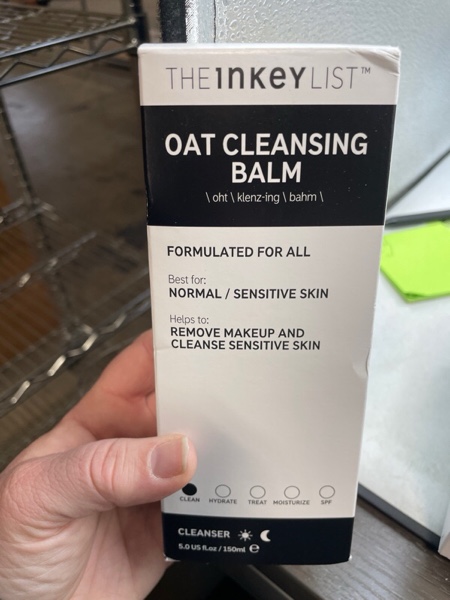 THE INKEY LIST™
OAT CLEANSING
BALM
\ oht \ klenz-ing \ bahm \
FORMULATED FOR ALL
Best for:
NORMAL / SENSITIVE SKIN
Helps to:
REMOVE MAKEUP AND
CLEANSE SENSITIVE SKIN
CLEAN HYDRATE TREAT MOISTURIZE SPF
CLEANSER
5.0 US fl.oz / 150ml ℮